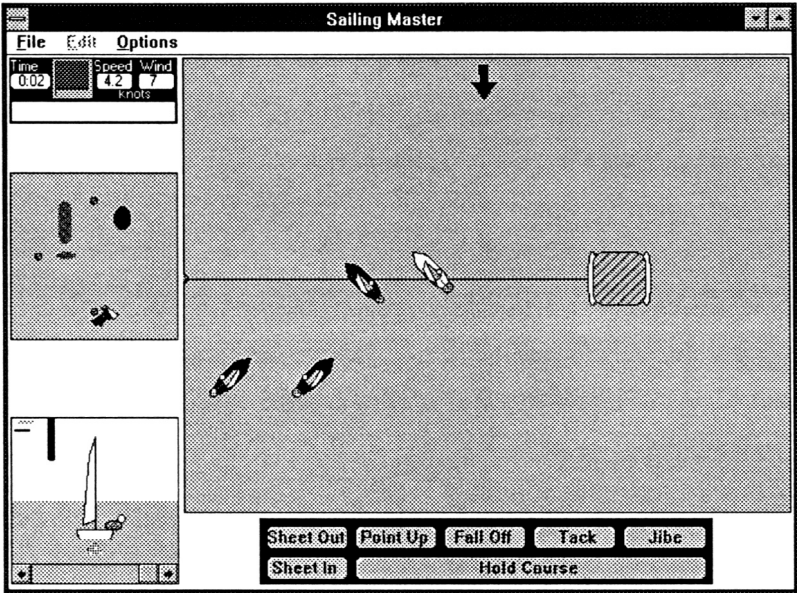 Sailing Master
File Edit Options
Time Speed Wind
0:02 4.2 7
Knots
Sheet Out Point Up Fall Off Tack Jibe
Sheet In Hold Course